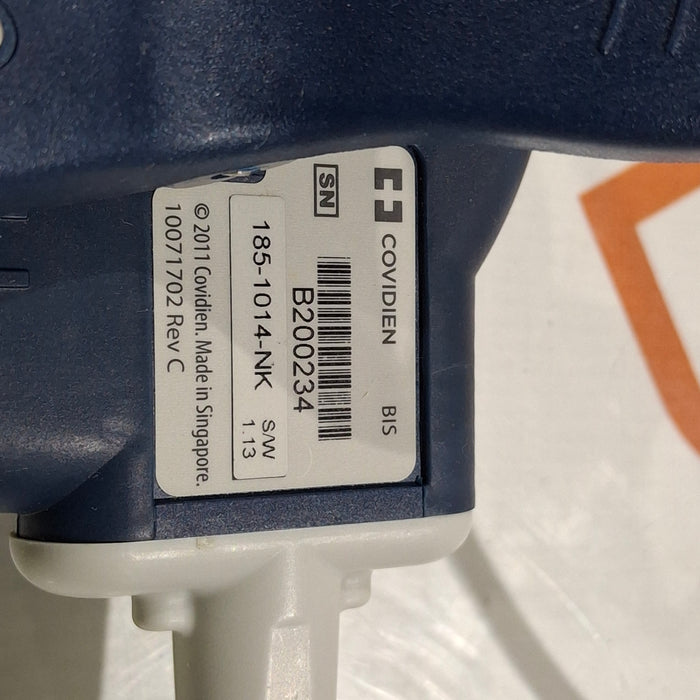 COVIDIEN BIS
SN
B200234
185-1014-NK S/W 1.13
© 2011 Covidien. Made in Singapore.
10071702 Rev C